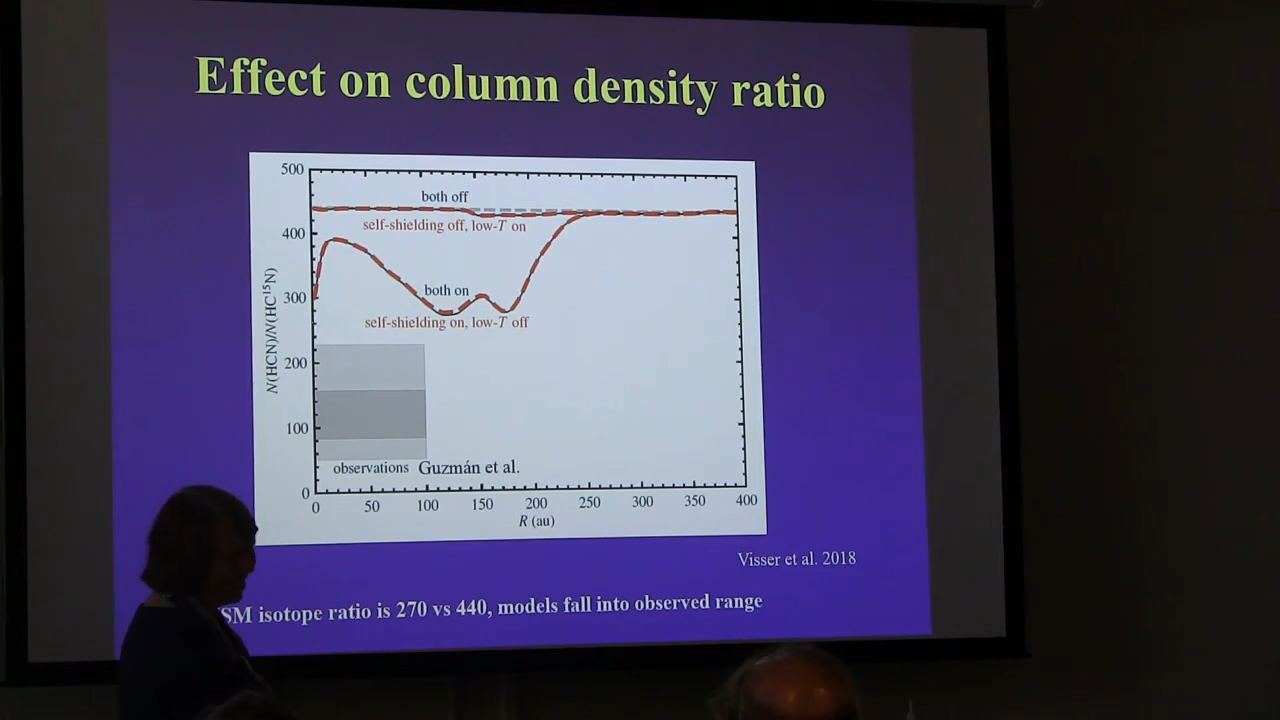 Effect on column density ratio
500
both off
self-shielding off, low-T on
400
both on
300
self-shielding on, low-T off
200
100
0
N(HCN)/N(HC¹⁵N)
observations Guzmán et al.
0 50 100 150 200 250 300 350 400
R (au)
Visser et al. 2018
SM isotope ratio is 270 vs 440, models fall into observed range